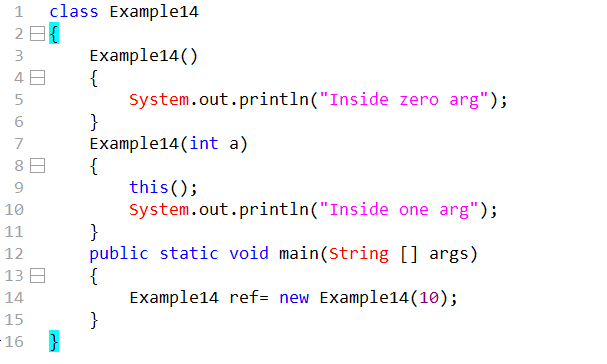 1 class Example14
2 {
3 Example14()
4 {
5 System.out.println("Inside zero arg");
6 }
7 Example14(int a)
8 {
9 this();
10 System.out.println("Inside one arg");
11 }
12 public static void main(String [] args)
13 {
14 Example14 ref= new Example14(10);
15 }
16 }